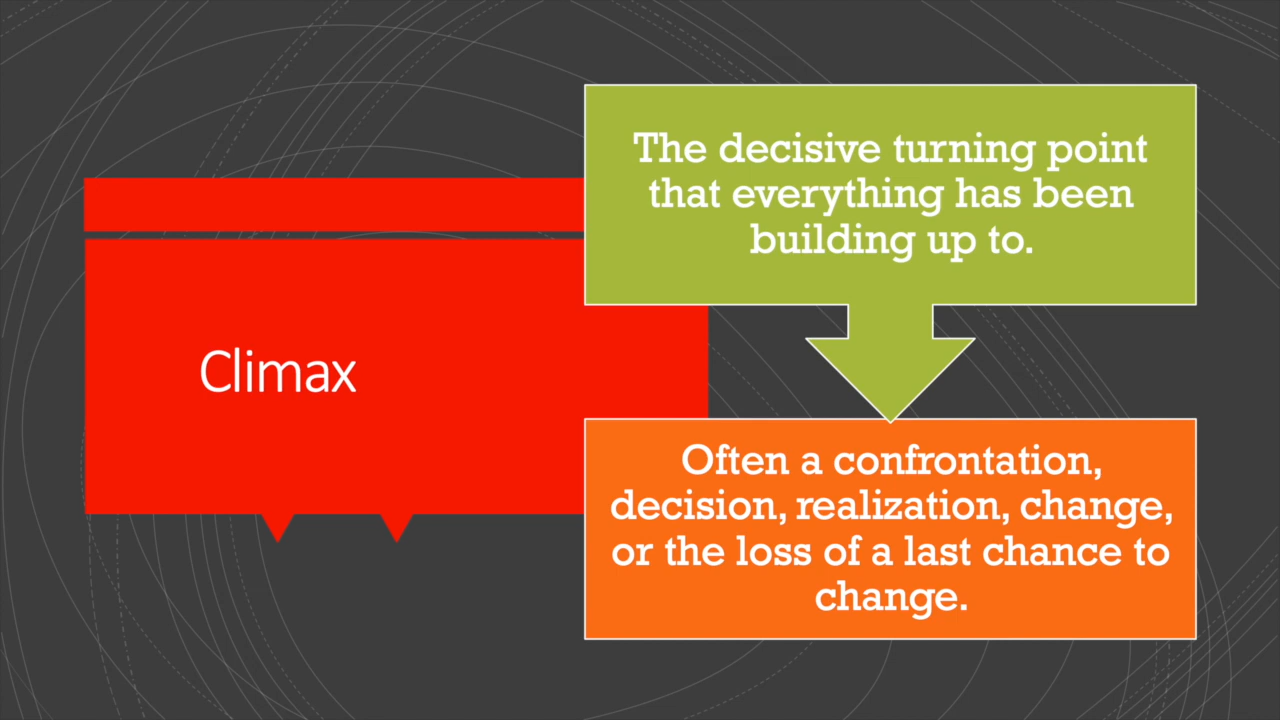 Climax
The decisive turning point
that everything has been
building up to.
Often a confrontation,
decision, realization, change,
or the loss of a last chance to
change.